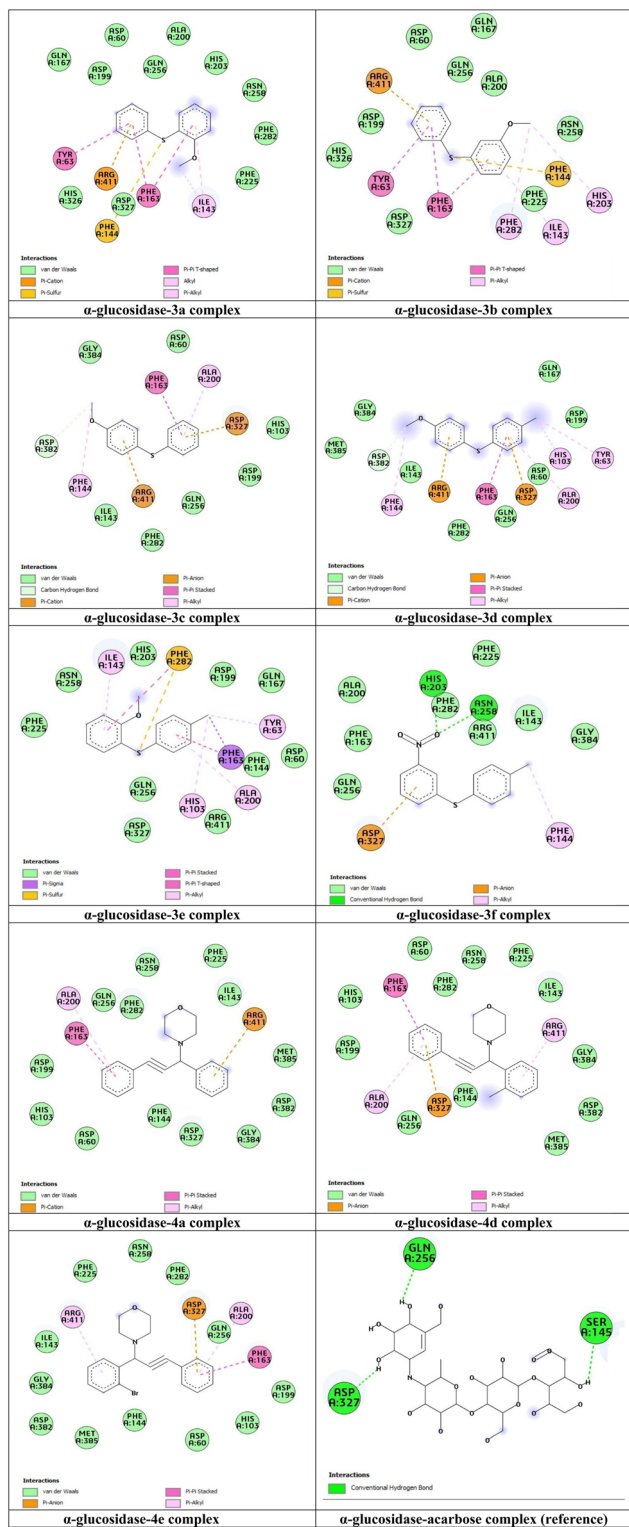 ASP A:60
ALA A:200
GLN A:167
ASP A:199
GLN A:256
HIS A:203
ASN A:258
PHE A:282
TYR A:63
ARG A:411
S
O
PHE A:225
HIS A:326
ASP A:327
PHE A:163
ILE A:143
PHE A:144
Interactions
van der Waals
Pi-Cation
Pi-Sulfur
Pi-Pi T-shaped
Alkyl
Pi-Alkyl
α-glucosidase-3a complex
GLN A:167
ASP A:60
ARG A:411
GLN A:256
ALA A:200
ASP A:199
O
ASN A:258
HIS A:326
S
PHE A:144
TYR A:63
PHE A:163
PHE A:225
HIS A:203
ASP A:327
PHE A:282
ILE A:143
Interactions
van der Waals
Pi-Cation
Pi-Sulfur
Pi-Pi T-shaped
Alkyl
Pi-Alkyl
α-glucosidase-3b complex
GLY A:384
ASP A:60
PHE A:163
ALA A:200
O
ASP A:327
HIS A:103
ASP A:382
S
ASP A:199
PHE A:144
ARG A:411
GLN A:256
ILE A:143
PHE A:282
Interactions
van der Waals
Carbon Hydrogen Bond
Pi-Cation
Pi-Anion
Pi-Pi Stacked
Pi-Alkyl
α-glucosidase-3c complex
GLN A:167
GLY A:384
ASP A:199
O
MET A:385
ASP A:382
S
HIS A:103
TYR A:63
ILE A:143
ASP A:60
PHE A:144
ARG A:411
PHE A:163
ASP A:327
ALA A:200
PHE A:282
GLN A:256
Interactions
van der Waals
Carbon Hydrogen Bond
Pi-Cation
Pi-Anion
Pi-Pi Stacked
Pi-Alkyl
α-glucosidase-3d complex
ILE A:143
HIS A:203
PHE A:282
ASN A:258
ASP A:199
GLN A:167
O
PHE A:225
TYR A:63
S
PHE A:163
PHE A:144
ASP A:60
GLN A:256
HIS A:103
ALA A:200
ASP A:327
ARG A:411
Interactions
van der Waals
Pi-Sigma
Pi-Sulfur
Pi-Pi Stacked
Pi-Pi T-shaped
Pi-Alkyl
α-glucosidase-3e complex
PHE A:225
HIS A:203
ALA A:200
PHE A:282
ASN A:258
ILE A:143
PHE A:163
O
N
O
ARG A:411
GLY A:384
GLN A:256
S
ASP A:327
PHE A:144
Interactions
van der Waals
Conventional Hydrogen Bond
Pi-Anion
Pi-Alkyl
α-glucosidase-3f complex
ASN A:258
PHE A:225
ALA A:200
GLN A:256
PHE A:282
O
ILE A:143
PHE A:163
N
ARG A:411
ASP A:199
MET A:385
HIS A:103
PHE A:144
ASP A:382
ASP A:60
ASP A:327
GLY A:384
Interactions
van der Waals
Pi-Cation
Pi-Pi Stacked
Pi-Alkyl
α-glucosidase-4a complex
ASP A:60
ASN A:258
PHE A:225
PHE A:163
PHE A:282
HIS A:103
O
ILE A:143
N
ARG A:411
ASP A:199
GLY A:384
ALA A:200
ASP A:327
PHE A:144
ASP A:382
GLN A:256
MET A:385
Interactions
van der Waals
Pi-Anion
Pi-Pi Stacked
Pi-Alkyl
α-glucosidase-4d complex
ASN A:258
PHE A:225
PHE A:282
O
ASP A:327
ALA A:200
ARG A:411
N
GLN A:256
ILE A:143
PHE A:163
GLY A:384
Br
ASP A:199
ASP A:382
MET A:385
PHE A:144
ASP A:60
HIS A:103
Interactions
van der Waals
Pi-Anion
Pi-Pi Stacked
Pi-Alkyl
α-glucosidase-4e complex
GLN A:256
SER A:145
ASP A:327
Interactions
Conventional Hydrogen Bond
α-glucosidase-acarbose complex (reference)